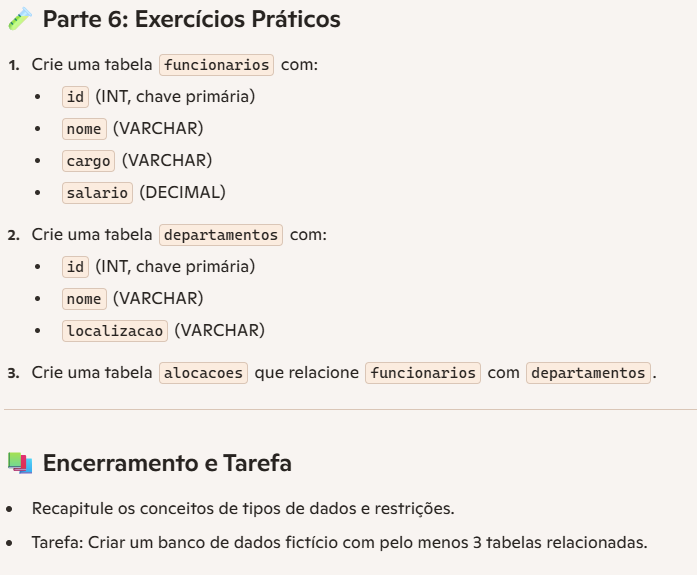 Parte 6: Exercícios Práticos
1. Crie uma tabela funcionarios com:
• id (INT, chave primária)
• nome (VARCHAR)
• cargo (VARCHAR)
• salario (DECIMAL)
2. Crie uma tabela departamentos com:
• id (INT, chave primária)
• nome (VARCHAR)
• localizacao (VARCHAR)
3. Crie uma tabela alocacoes que relacione funcionarios com departamentos.
Encerramento e Tarefa
• Recapitule os conceitos de tipos de dados e restrições.
• Tarefa: Criar um banco de dados fictício com pelo menos 3 tabelas relacionadas.